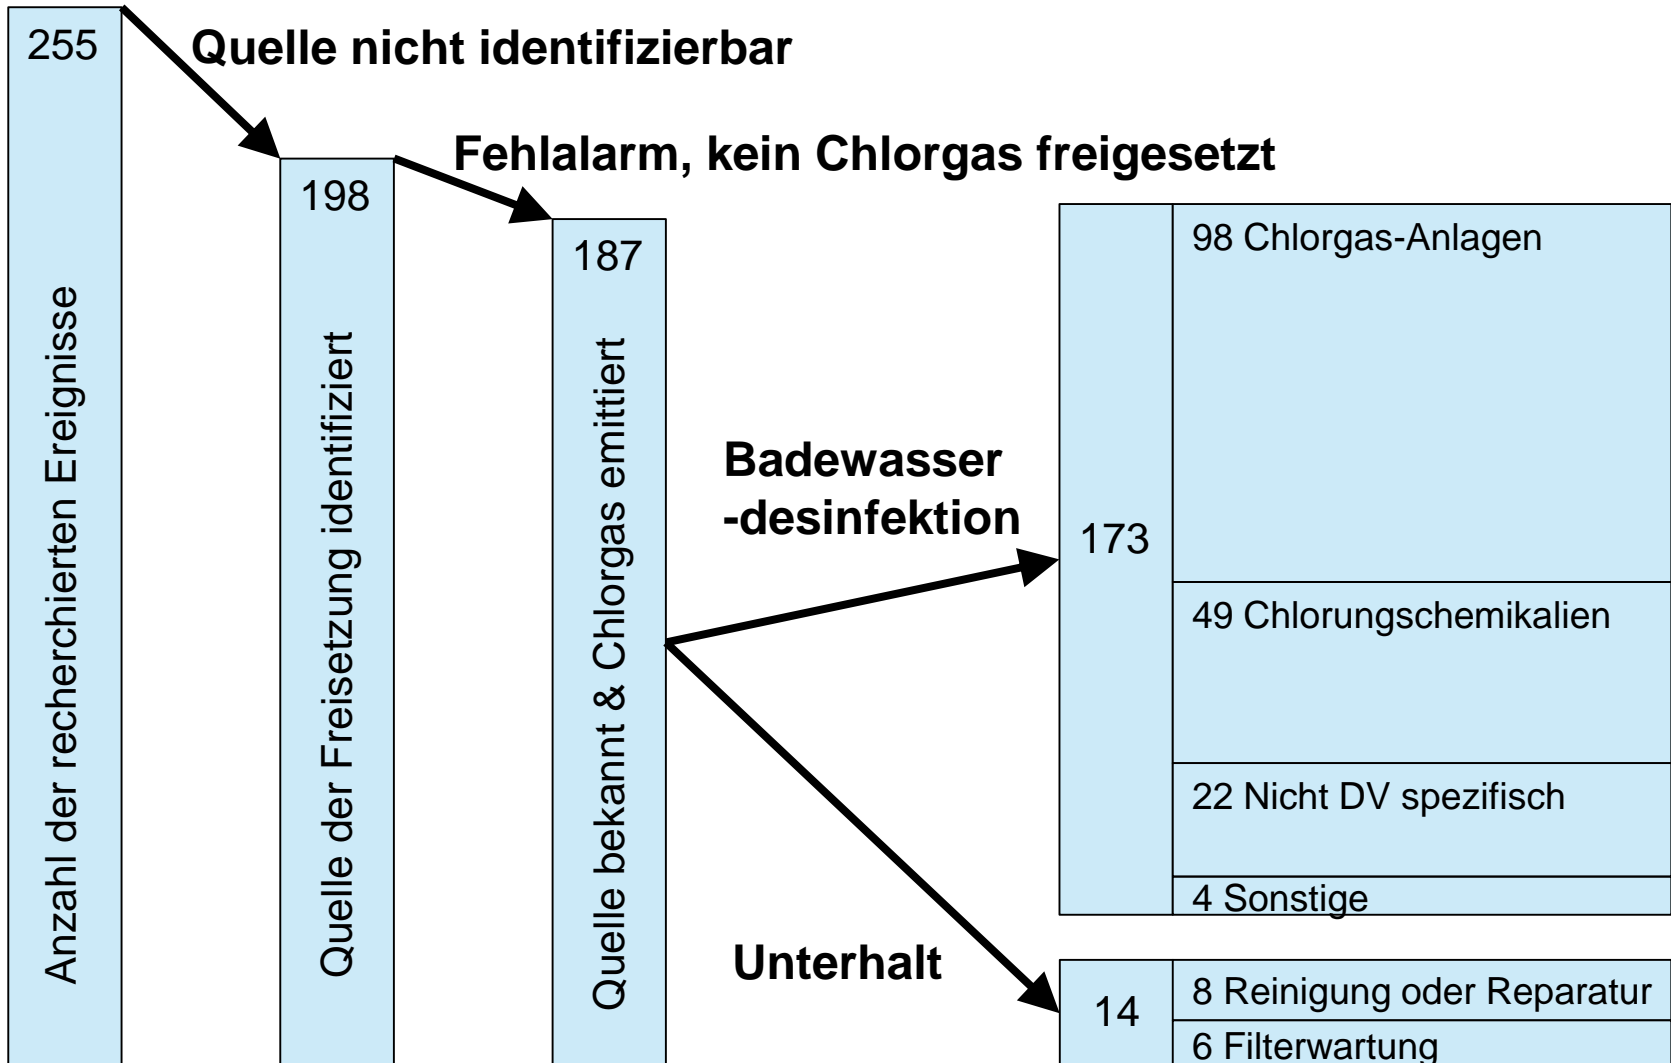 255
Anzahl der recherchierten Ereignisse
Quelle nicht identifizierbar
198
Quelle der Freisetzung identifiziert
Fehlalarm, kein Chlorgas freigesetzt
187
Quelle bekannt & Chlorgas emittiert
Badewasser
-desinfektion
173
98 Chlorgas-Anlagen
49 Chlorungschemikalien
22 Nicht DV spezifisch
4 Sonstige
Unterhalt
14
8 Reinigung oder Reparatur
6 Filterwartung